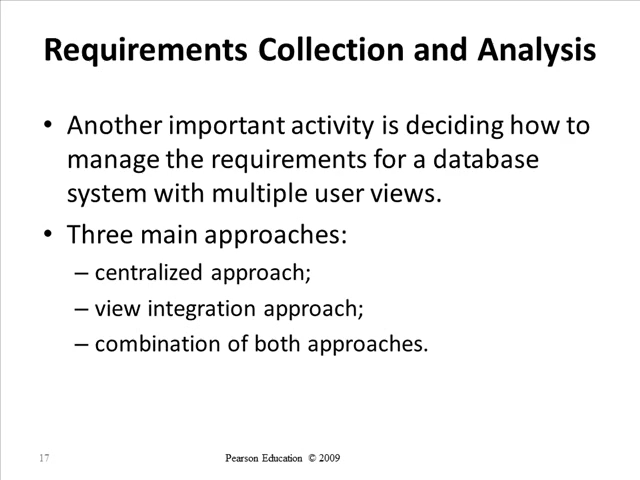 Requirements Collection and Analysis
• Another important activity is deciding how to
manage the requirements for a database
system with multiple user views.
• Three main approaches:
– centralized approach;
– view integration approach;
– combination of both approaches.
17
Pearson Education © 2009